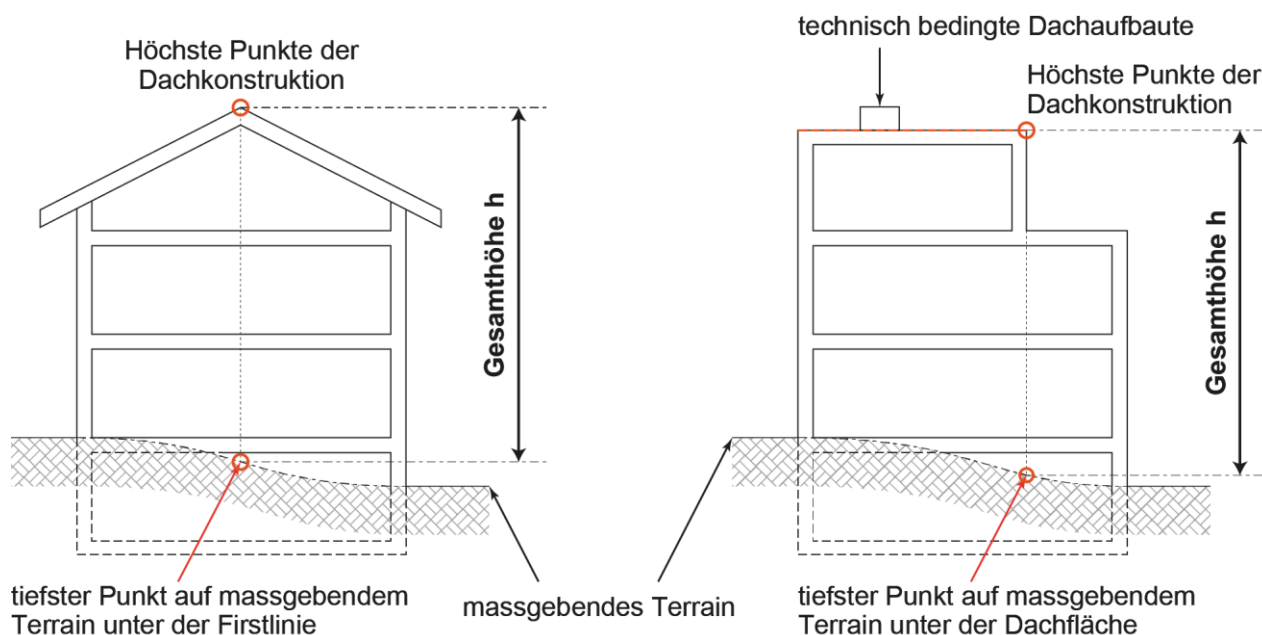 technisch bedingte Dachaufbaute
Höchste Punkte der
Dachkonstruktion
Höchste Punkte der
Dachkonstruktion
Gesamthöhe h
Gesamthöhe h
tiefster Punkt auf massgebendem
Terrain unter der Firstlinie
massgebendes Terrain
tiefster Punkt auf massgebendem
Terrain unter der Dachfläche